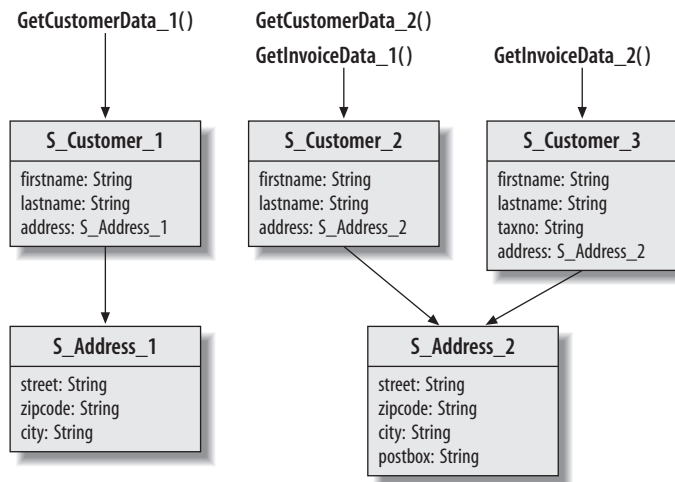 GetCustomerData_1()
GetCustomerData_2()
GetInvoiceData_1()
GetInvoiceData_2()
S_Customer_1
firstname: String
lastname: String
address: S_Address_1
S_Customer_2
firstname: String
lastname: String
address: S_Address_2
S_Customer_3
firstname: String
lastname: String
taxno: String
address: S_Address_2
S_Address_1
street: String
zipcode: String
city: String
S_Address_2
street: String
zipcode: String
city: String
postbox: String